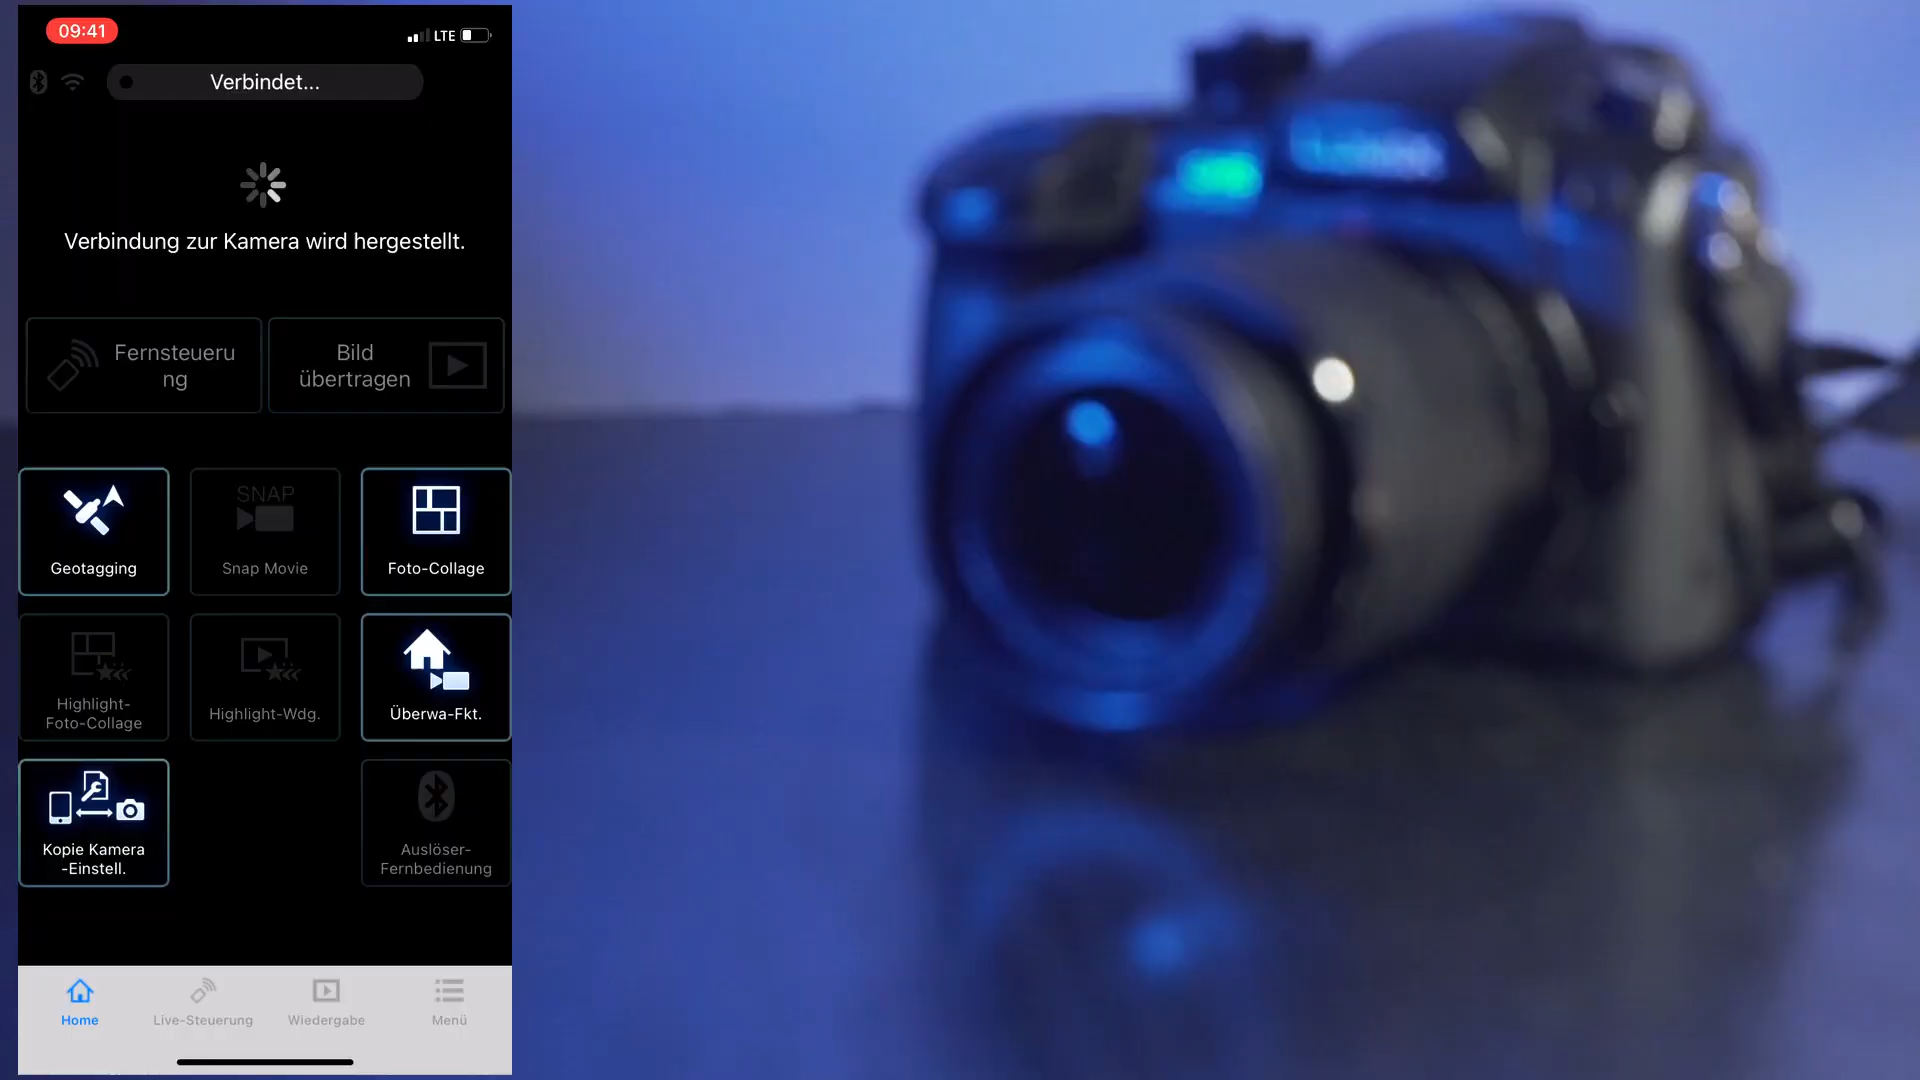 09:41
LTE
Verbindet...
Verbindung zur Kamera wird hergestellt.
Fernsteueru
ng
Bild
übertragen
Geotagging
SNAP
Snap Movie
Foto-Collage
Highlight-
Foto-Collage
Highlight-Wdg.
Überwa-Fkt.
Kopie Kamera
-Einstell.
Auslöser-
Fernbedienung
Home
Live-Steuerung
Wiedergabe
Menü